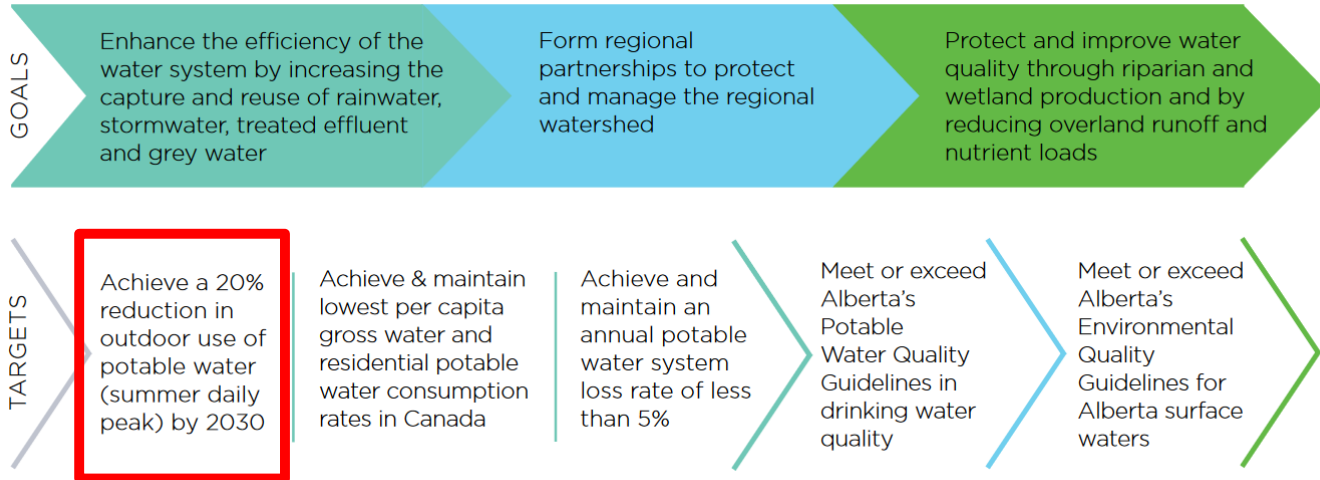 GOALS
Enhance the efficiency of the
water system by increasing the
capture and reuse of rainwater,
stormwater, treated effluent
and grey water
Form regional
partnerships to protect
and manage the regional
watershed
Protect and improve water
quality through riparian and
wetland production and by
reducing overland runoff and
nutrient loads
TARGETS
Achieve a 20%
reduction in
outdoor use of
potable water
(summer daily
peak) by 2030
Achieve & maintain
lowest per capita
gross water and
residential potable
water consumption
rates in Canada
Achieve and
maintain an
annual potable
water system
loss rate of less
than 5%
Meet or exceed
Alberta's
Potable
Water Quality
Guidelines in
drinking water
quality
Meet or exceed
Alberta's
Environmental
Quality
Guidelines for
Alberta surface
waters